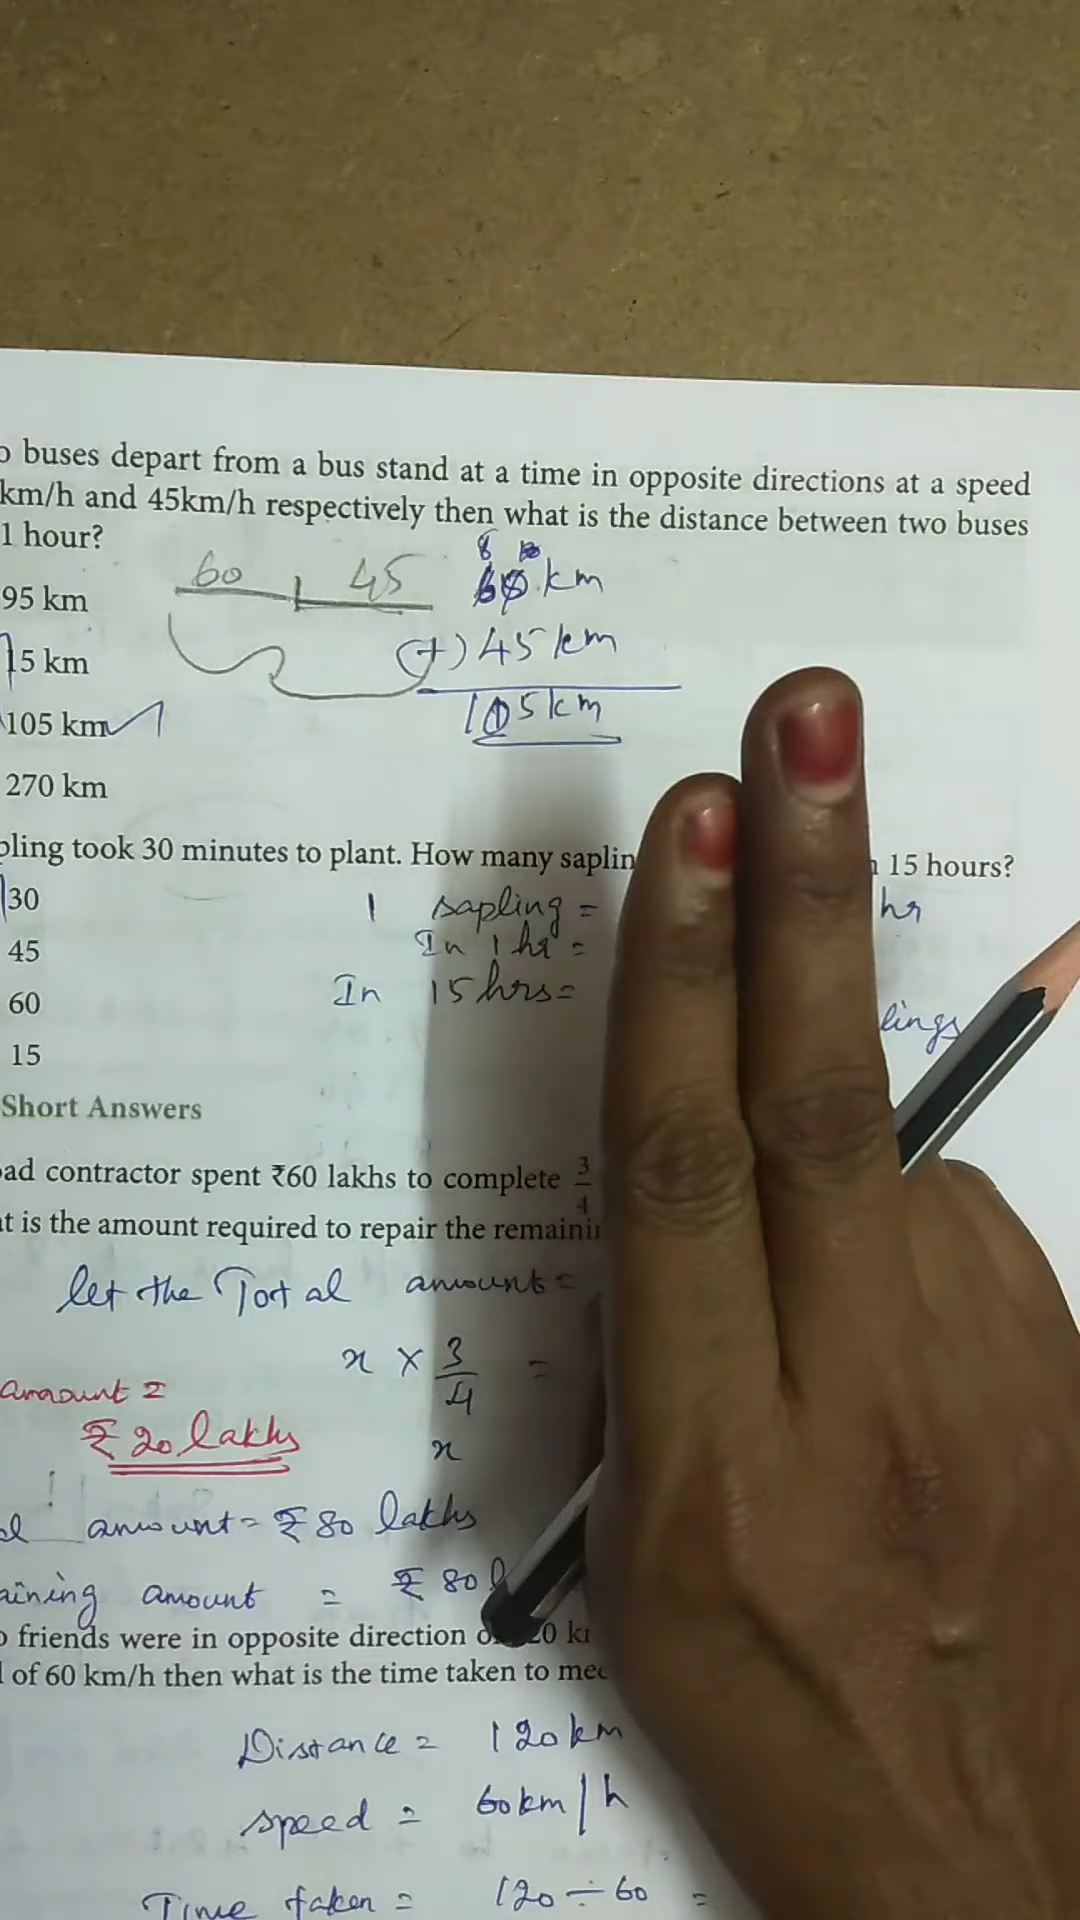 buses depart from a bus stand at a time in opposite directions at a speed
km/h and 45km/h respectively then what is the distance between two buses
1 hour?
60 45
km
95 km
(+) 45 km
15 km
105 km
105 km
270 km
pling took 30 minutes to plant. How many saplin 15 hours?
30
1 sapling = hr
45
In 1 hr =
60
In 15 hrs=
lings
15
Short Answers
ad contractor spent ₹60 lakhs to complete 3/4
t is the amount required to repair the remainin
let the Total amount =
x × 3/4 =
amount =
₹ 20 lakhs
x
amount = ₹ 80 lakhs
aining amount = ₹ 80 l
friends were in opposite direction 20 k
of 60 km/h then what is the time taken to mee
Distance = 120 km
speed = 60km/h
Time taken = 120 ÷ 60 =